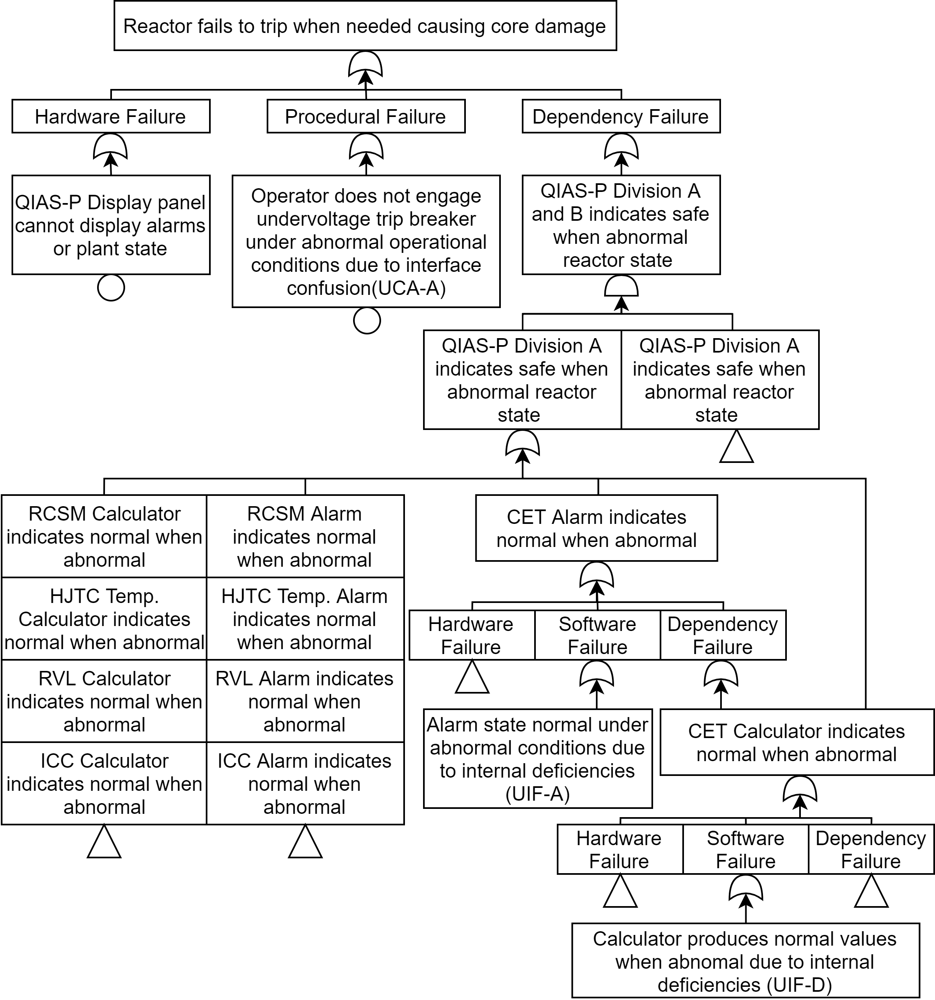 Reactor fails to trip when needed causing core damage
Hardware Failure
Procedural Failure
Dependency Failure
QIAS-P Display panel
cannot display alarms
or plant state
Operator does not engage
undervoltage trip breaker
under abnormal operational
conditions due to interface
confusion(UCA-A)
QIAS-P Division A
and B indicates safe
when abnormal
reactor state
QIAS-P Division A
indicates safe when
abnormal reactor
state
QIAS-P Division A
indicates safe when
abnormal reactor
state
RCSM Calculator
indicates normal when
abnormal
RCSM Alarm
indicates normal
when abnormal
HJTC Temp.
Calculator indicates
normal when abnormal
HJTC Temp. Alarm
indicates normal
when abnormal
RVL Calculator
indicates normal when
abnormal
RVL Alarm indicates
normal when
abnormal
ICC Calculator
indicates normal when
abnormal
ICC Alarm indicates
normal when
abnormal
CET Alarm indicates
normal when abnormal
Hardware
Failure
Software
Failure
Dependency
Failure
Alarm state normal under
abnormal conditions due
to internal deficiencies
(UIF-A)
CET Calculator indicates
normal when abnormal
Hardware
Failure
Software
Failure
Dependency
Failure
Calculator produces normal values
when abnomal due to internal
deficiencies (UIF-D)